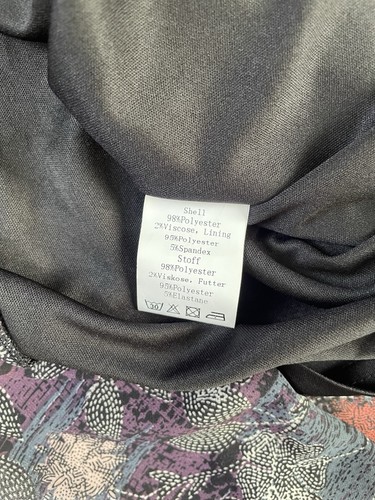 Shell
98%Polyester
2%Viscose, Lining
95%Polyester
5%Spandex
Stoff
98%Polyester
2%Viskose, Futter
95%Polyester
5%Elastane